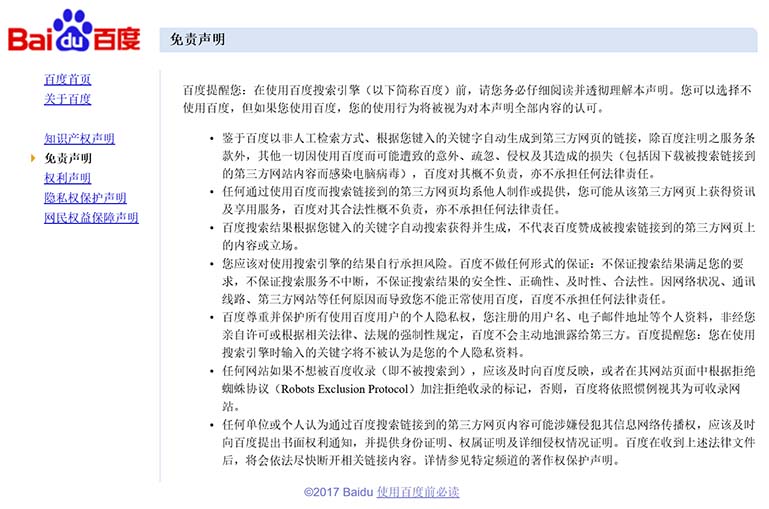 Bai du 百度
免责声明
百度首页
关于百度
知识产权声明
免责声明
权利声明
隐私权保护声明
网民权益保障声明
百度提醒您：在使用百度搜索引擎（以下简称百度）前，请您务必仔细阅读并透彻理解本声明。您可以选择不
使用百度，但如果您使用百度，您的使用行为将被视为对本声明全部内容的认可。
• 鉴于百度以非人工检索方式、根据您键入的关键字自动生成到第三方网页的链接，除百度注明之服务条
款外，其他一切因使用百度而可能遭致的意外、疏忽、侵权及其造成的损失（包括因下载被搜索链接到
的第三方网站内容而感染电脑病毒），百度对其概不负责，亦不承担任何法律责任。
• 任何通过使用百度而搜索链接到的第三方网页均系他人制作或提供，您可能从该第三方网页上获得资讯
及享用服务，百度对其合法性概不负责，亦不承担任何法律责任。
• 百度搜索结果根据您键入的关键字自动搜索获得并生成，不代表百度赞成被搜索链接到的第三方网页上
的内容或立场。
• 您应该对使用搜索引擎的结果自行承担风险。百度不做任何形式的保证：不保证搜索结果满足您的要
求，不保证搜索服务不中断，不保证搜索结果的安全性、正确性、及时性、合法性。因网络状况、通讯
线路、第三方网站等任何原因而导致您不能正常使用百度，百度不承担任何法律责任。
• 百度尊重并保护所有使用百度用户的个人隐私权，您注册的用户名、电子邮件地址等个人资料，非经您
亲自许可或根据相关法律、法规的强制性规定，百度不会主动地泄露给第三方。百度提醒您：您在使用
搜索引擎时输入的关键字将不被认为是您的个人隐私资料。
• 任何网站如果不想被百度收录（即不被搜索到），应该及时向百度反映，或者在其网站页面中根据拒绝
蜘蛛协议（Robots Exclusion Protocol）加注拒绝收录的标记，否则，百度将依照惯例视其为可收录网
站。
• 任何单位或个人认为通过百度搜索链接到的第三方网页内容可能涉嫌侵犯其信息网络传播权，应该及时
向百度提出书面权利通知，并提供身份证明、权属证明及详细侵权情况证明。百度在收到上述法律文件
后，将会依法尽快断开相关链接内容。详情参见特定频道的著作权保护声明。
©2017 Baidu 使用百度前必读